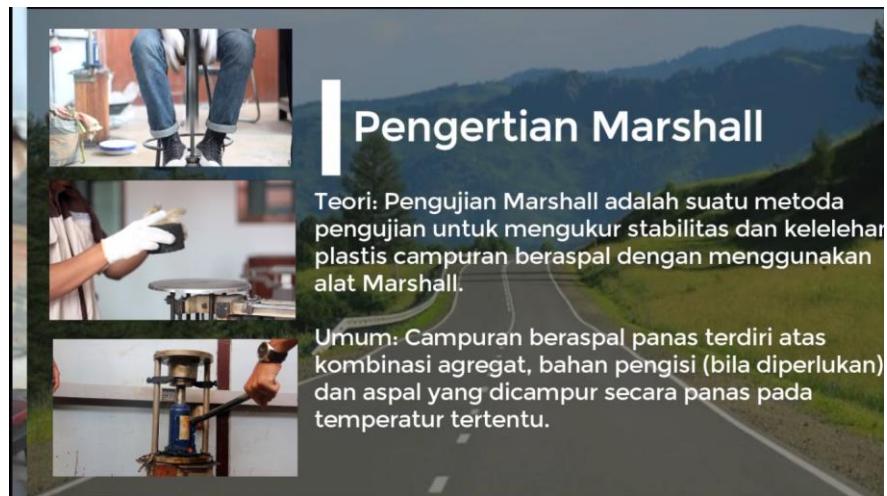 Pengertian Marshall
Teori: Pengujian Marshall adalah suatu metoda
pengujian untuk mengukur stabilitas dan kelelehan
plastis campuran beraspal dengan menggunakan
alat Marshall.
Umum: Campuran beraspal panas terdiri atas
kombinasi agregat, bahan pengisi (bila diperlukan)
dan aspal yang dicampur secara panas pada
temperatur tertentu.